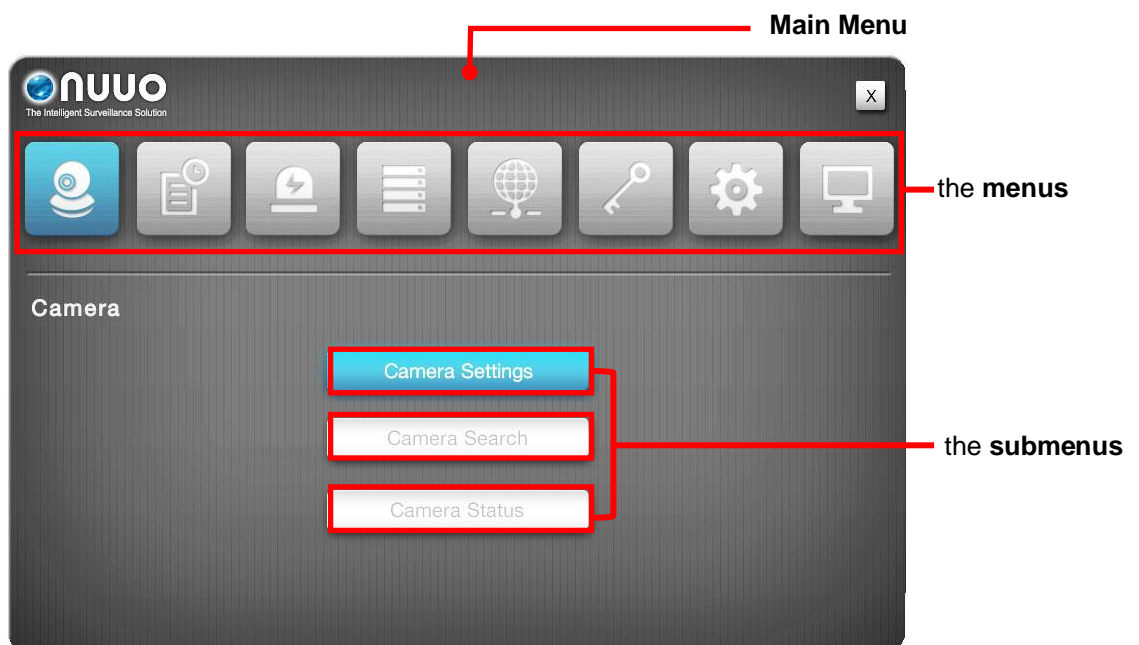 Main Menu
nuuo
The Intelligent Surveillance Solution
X
the menus
Camera
Camera Settings
Camera Search
the submenus
Camera Status